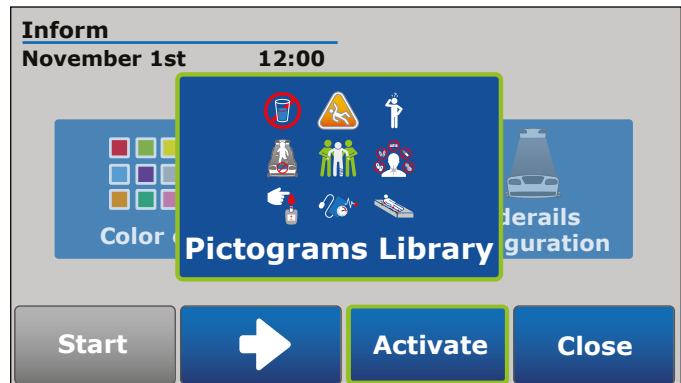 Inform
November 1st 12:00
Color
Pictograms Library
derails
guration
Start
Activate
Close